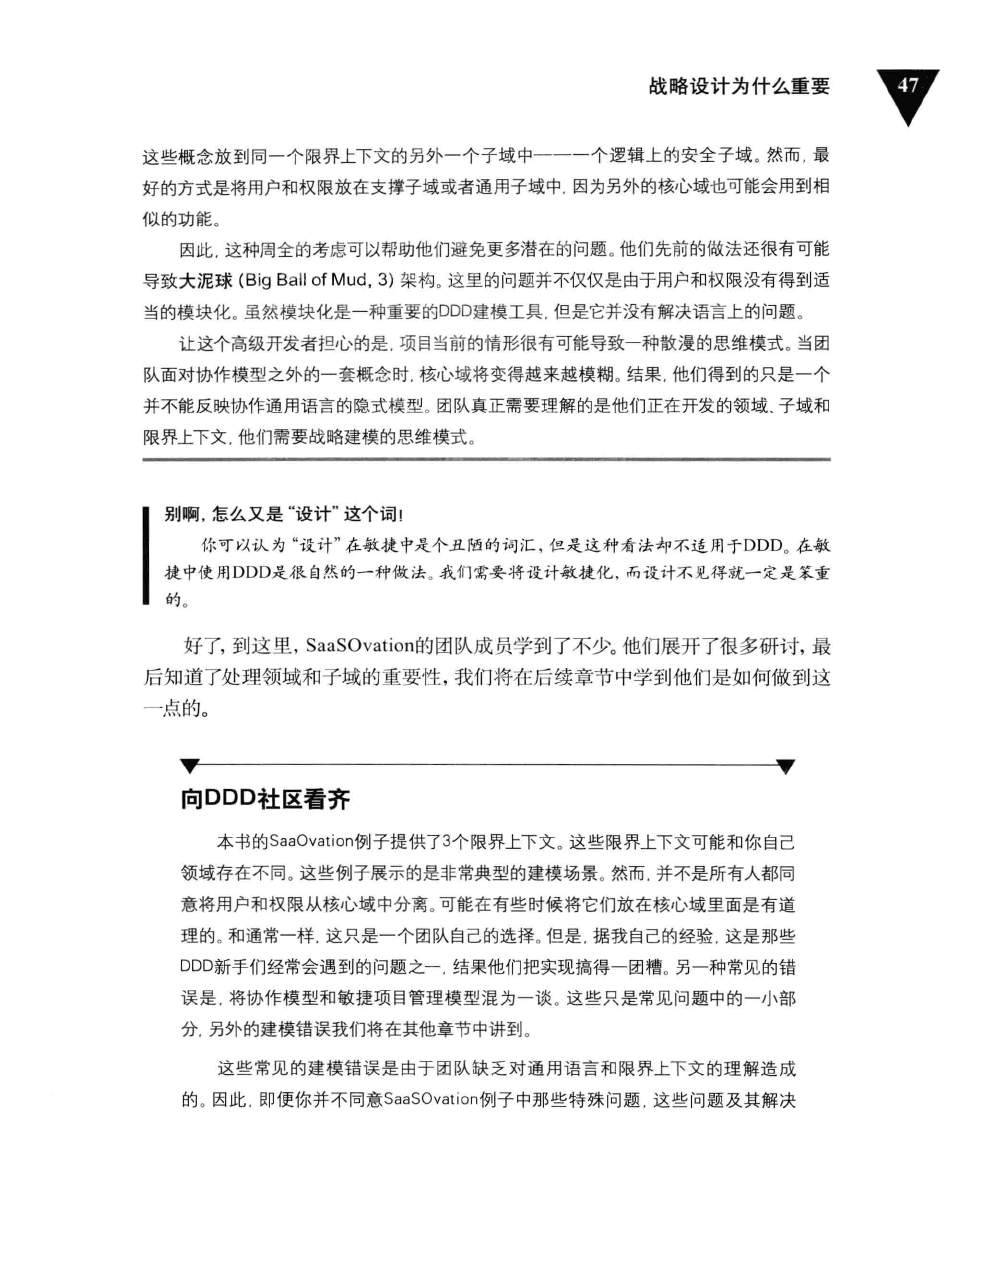 战略设计为什么重要
47
这些概念放到同一个限界上下文的另外一个子域中——一个逻辑上的安全子域。然而，最
好的方式是将用户和权限放在支撑子域或者通用子域中，因为另外的核心域也可能会用到相
似的功能。
因此，这种周全的考虑可以帮助他们避免更多潜在的问题。他们先前的做法还很有可能
导致大泥球 (Big Ball of Mud, 3) 架构。这里的问题并不仅仅是由于用户和权限没有得到适
当的模块化。虽然模块化是一种重要的DDD建模工具，但是它并没有解决语言上的问题。
让这个高级开发者担心的是，项目当前的情形很有可能导致一种散漫的思维模式。当团
队面对协作模型之外的一套概念时，核心域将变得越来越模糊。结果，他们得到的只是一个
并不能反映协作通用语言的隐式模型。团队真正需要理解的是他们正在开发的领域、子域和
限界上下文，他们需要战略建模的思维模式。
别啊，怎么又是“设计”这个词！
你可以认为“设计”在敏捷中是个丑陋的词汇，但是这种看法却不适用于DDD。在敏
捷中使用DDD是很自然的一种做法。我们需要将设计敏捷化，而设计不见得就一定是笨重
的。
好了，到这里，SaaSOvation的团队成员学到了不少。他们展开了很多研讨，最
后知道了处理领域和子域的重要性，我们将在后续章节中学到他们是如何做到这
一点的。
向DDD社区看齐
本书的SaaOvation例子提供了3个限界上下文。这些限界上下文可能和你自己
领域存在不同。这些例子展示的是非常典型的建模场景。然而，并不是所有人都同
意将用户和权限从核心域中分离。可能在有些时候将它们放在核心域里面是有道
理的。和通常一样，这只是一个团队自己的选择。但是，据我自己的经验，这是那些
DDD新手们经常会遇到的问题之一，结果他们把实现搞得一团糟。另一种常见的错
误是，将协作模型和敏捷项目管理模型混为一谈。这些只是常见问题中的一小部
分，另外的建模错误我们将在其他章节中讲到。
这些常见的建模错误是由于团队缺乏对通用语言和限界上下文的理解造成
的。因此，即便你并不同意SaaSOvation例子中那些特殊问题，这些问题及其解决